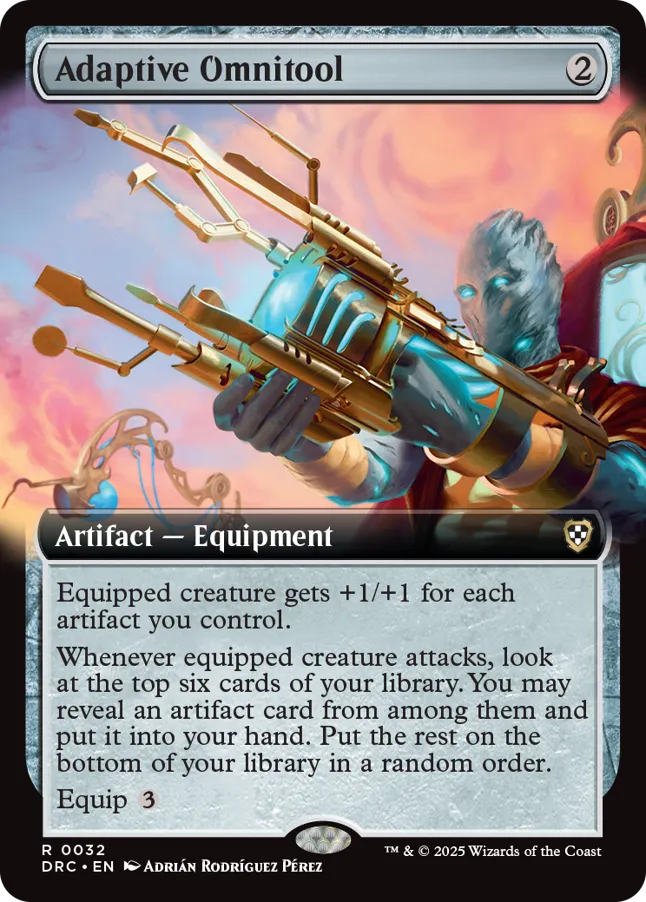 Adaptive Omnitool 2
Artifact — Equipment
Equipped creature gets +1/+1 for each
artifact you control.
Whenever equipped creature attacks, look
at the top six cards of your library. You may
reveal an artifact card from among them and
put it into your hand. Put the rest on the
bottom of your library in a random order.
Equip 3
R 0032
DRC • EN ADRIÁN RODRÍGUEZ PÉREZ
™ & © 2025 Wizards of the Coast